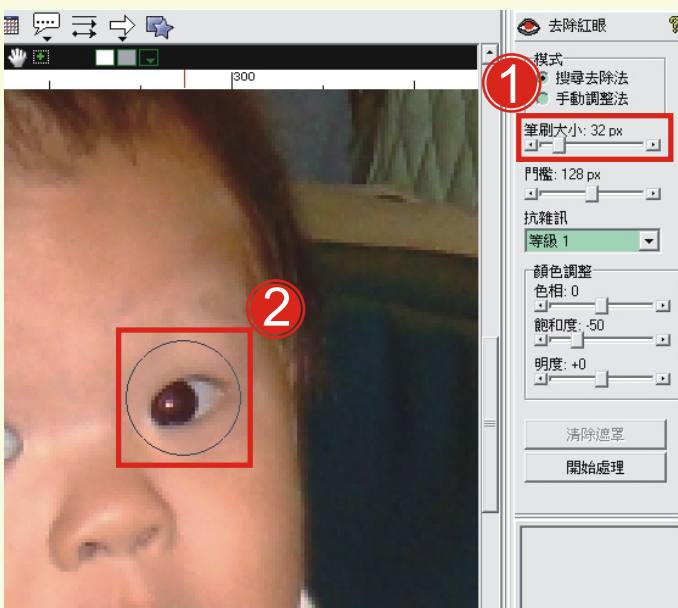 300
去除紅眼
?
模式
搜尋去除法
手動調整法
1
筆刷大小: 32 px
門檻: 128 px
抗雜訊
等級 1
顏色調整
色相: 0
飽和度: -50
明度: +0
清除遮罩
開始處理
2